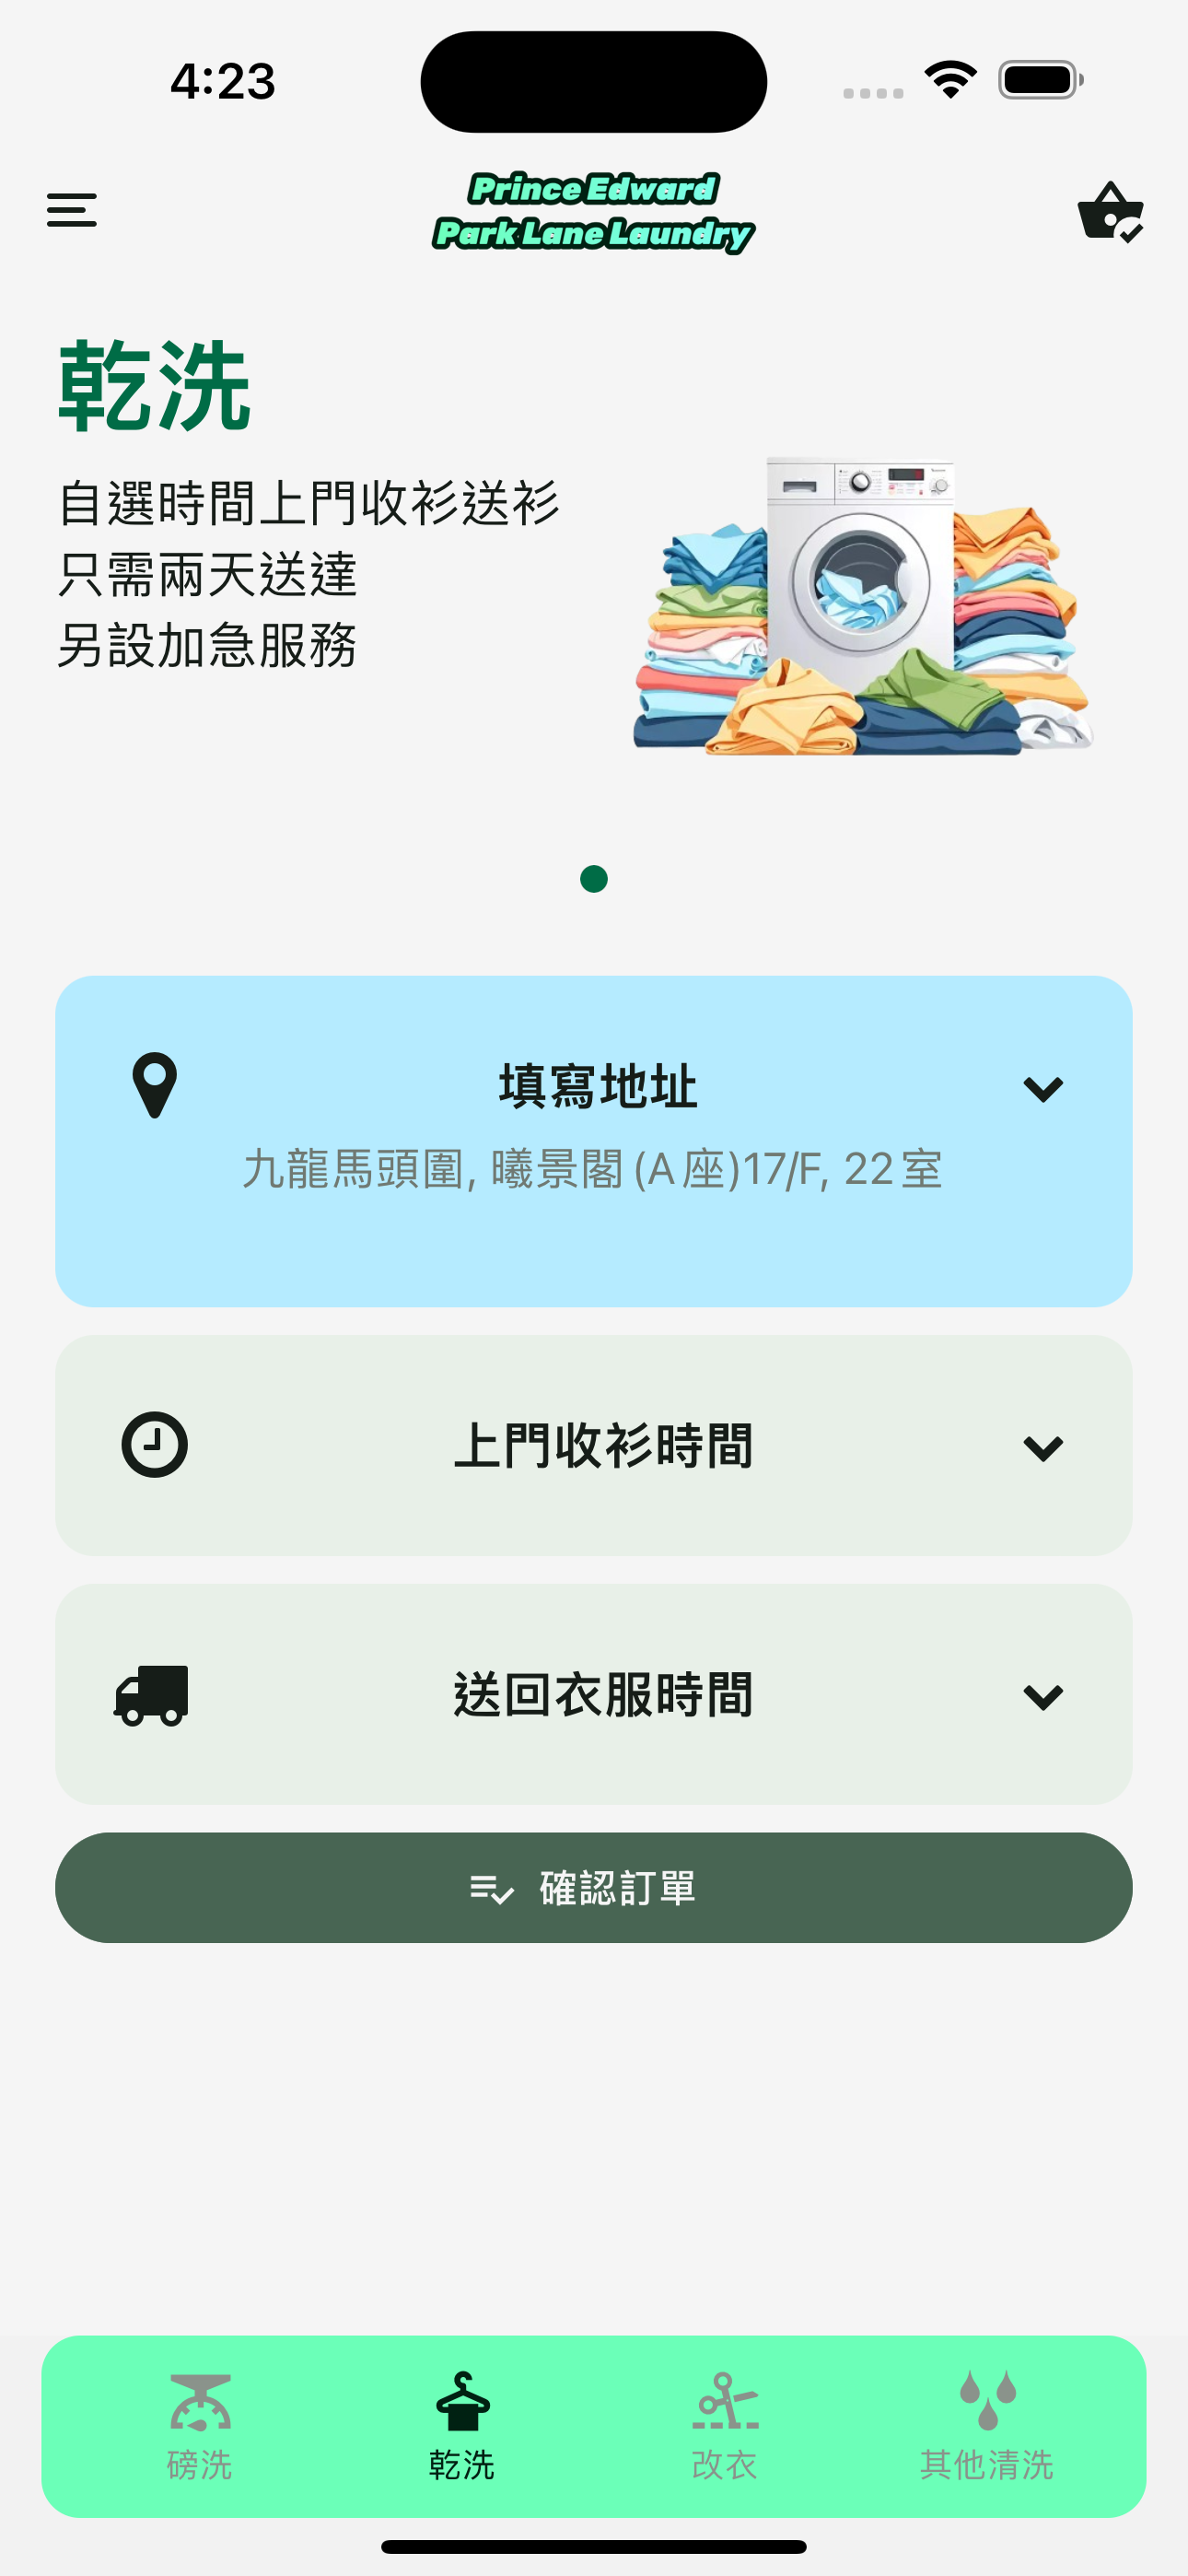 4:23
Prince Edward
Park Lane Laundry
乾洗
自選時間上門收衫送衫
只需兩天送達
另設加急服務
填寫地址
九龍馬頭圍, 曦景閣 (A 座)17/F, 22 室
上門收衫時間
送回衣服時間
確認訂單
磅洗
乾洗
改衣
其他清洗